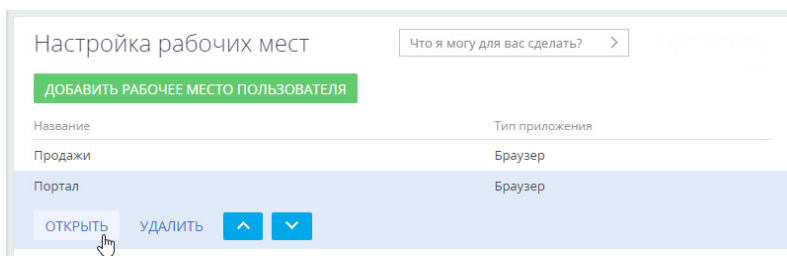 Настройка рабочих мест
Что я могу для вас сделать?
ДОБАВИТЬ РАБОЧЕЕ МЕСТО ПОЛЬЗОВАТЕЛЯ
Название Тип приложения
Продажи Браузер
Портал Браузер
ОТКРЫТЬ УДАЛИТЬ